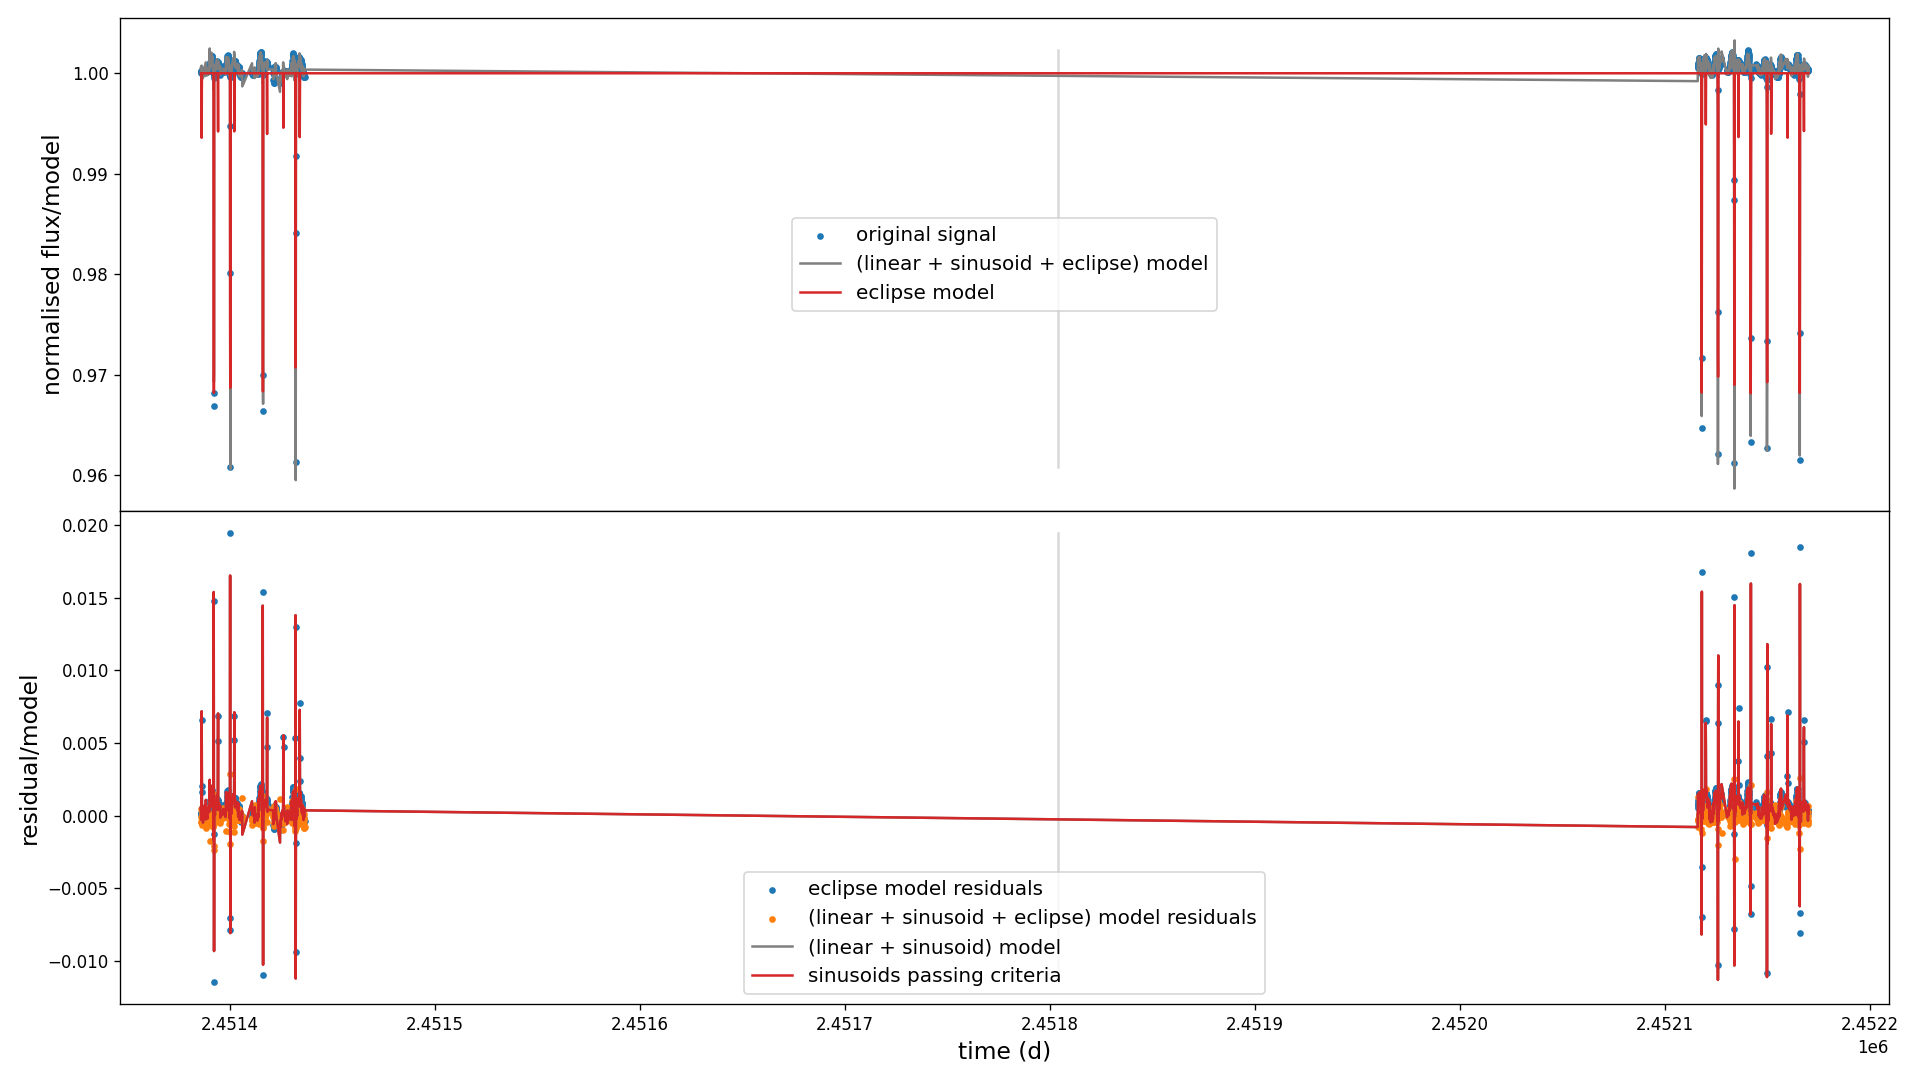 1.00
0.99
0.98
0.97
0.96
normalised flux/model
original signal
(linear + sinusoid + eclipse) model
eclipse model
0.020
0.015
0.010
0.005
0.000
−0.005
−0.010
residual/model
eclipse model residuals
(linear + sinusoid + eclipse) model residuals
(linear + sinusoid) model
sinusoids passing criteria
2.4514 2.4515 2.4516 2.4517 2.4518 2.4519 2.4520 2.4521 2.4522
1e6
time (d)